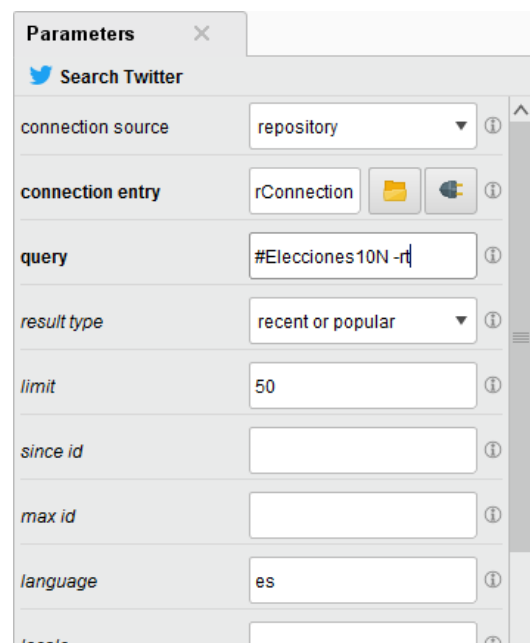 Parameters
Search Twitter
connection source repository
connection entry rConnection
query #Elecciones10N -rt
result type recent or popular
limit 50
since id
max id
language es